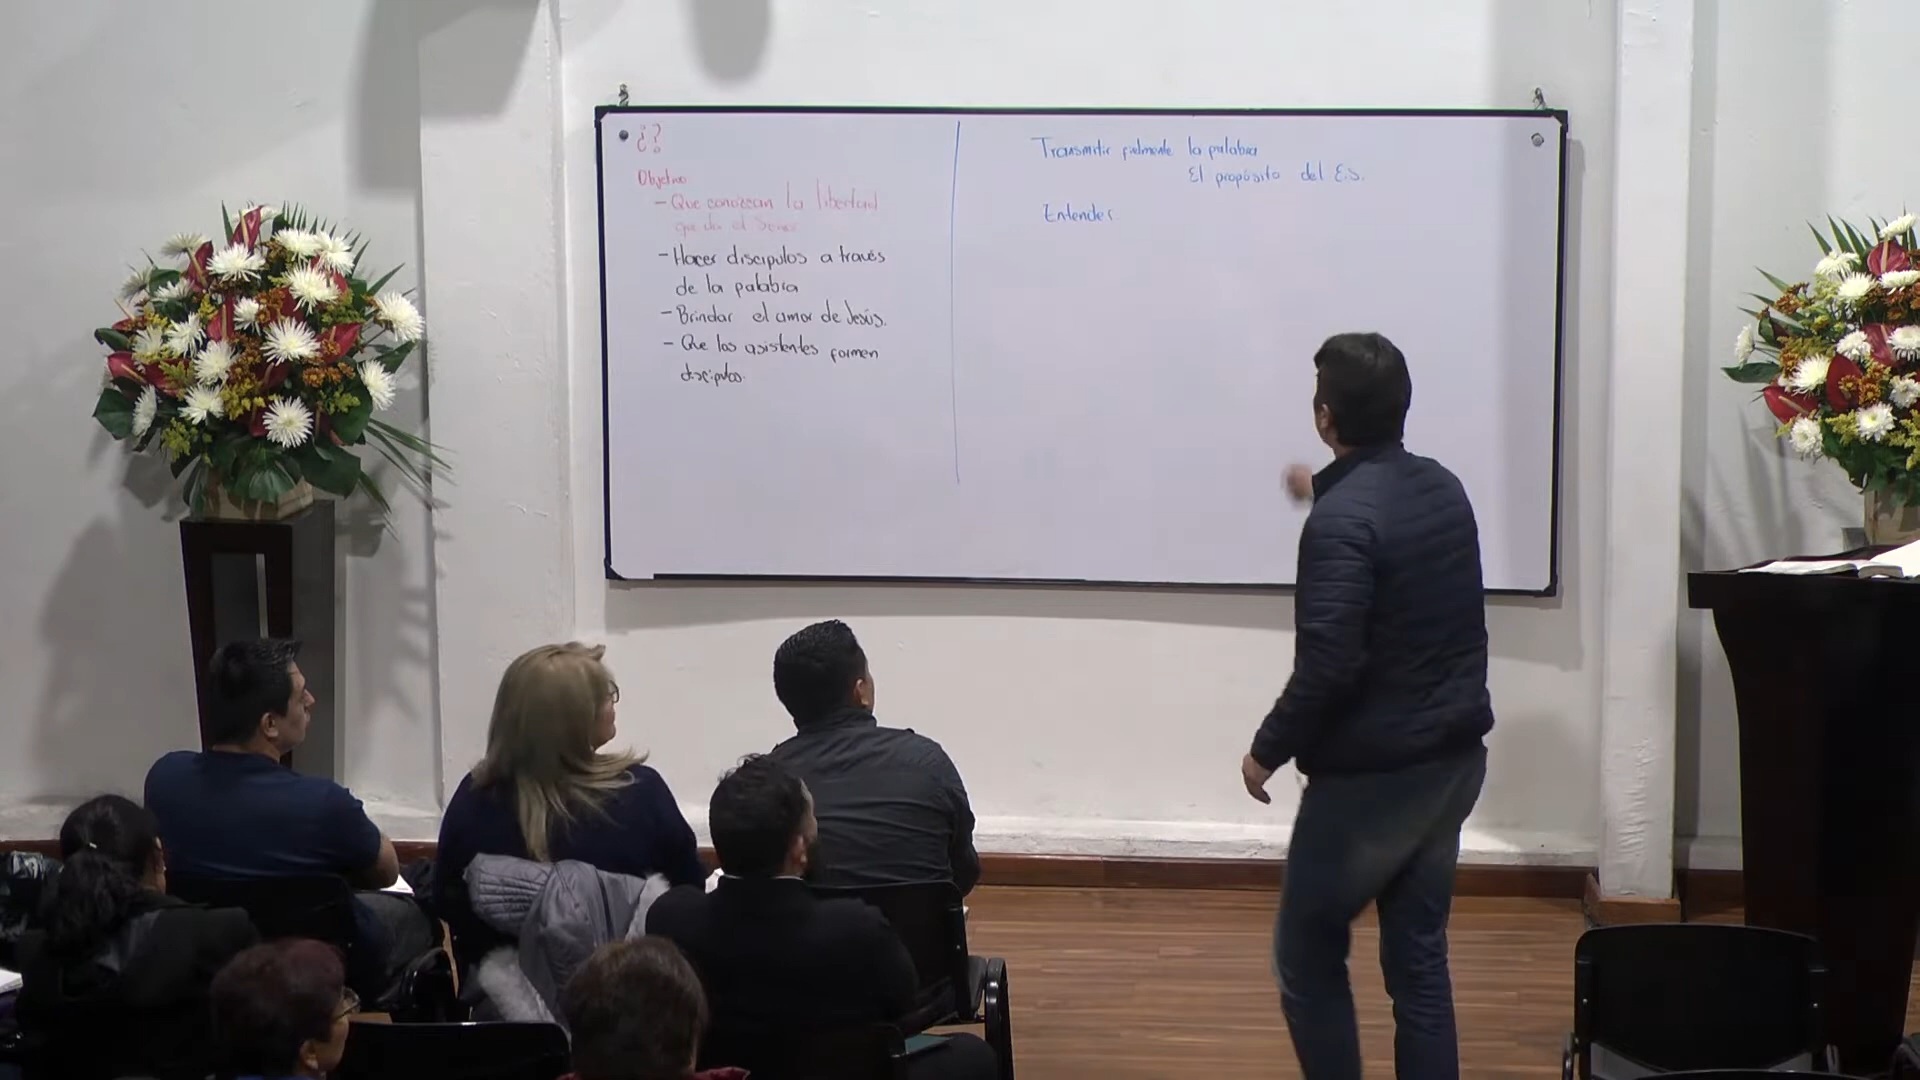 ¿?
Objetivo
- Que conozcan la libertad
que da el Señor
- Hacer discipulos a través
de la palabra
- Brindar el amor de Jesús.
- Que los asistentes formen
discipulos.
Transmitir fielmente la palabra
El propósito del E.S.
Entender